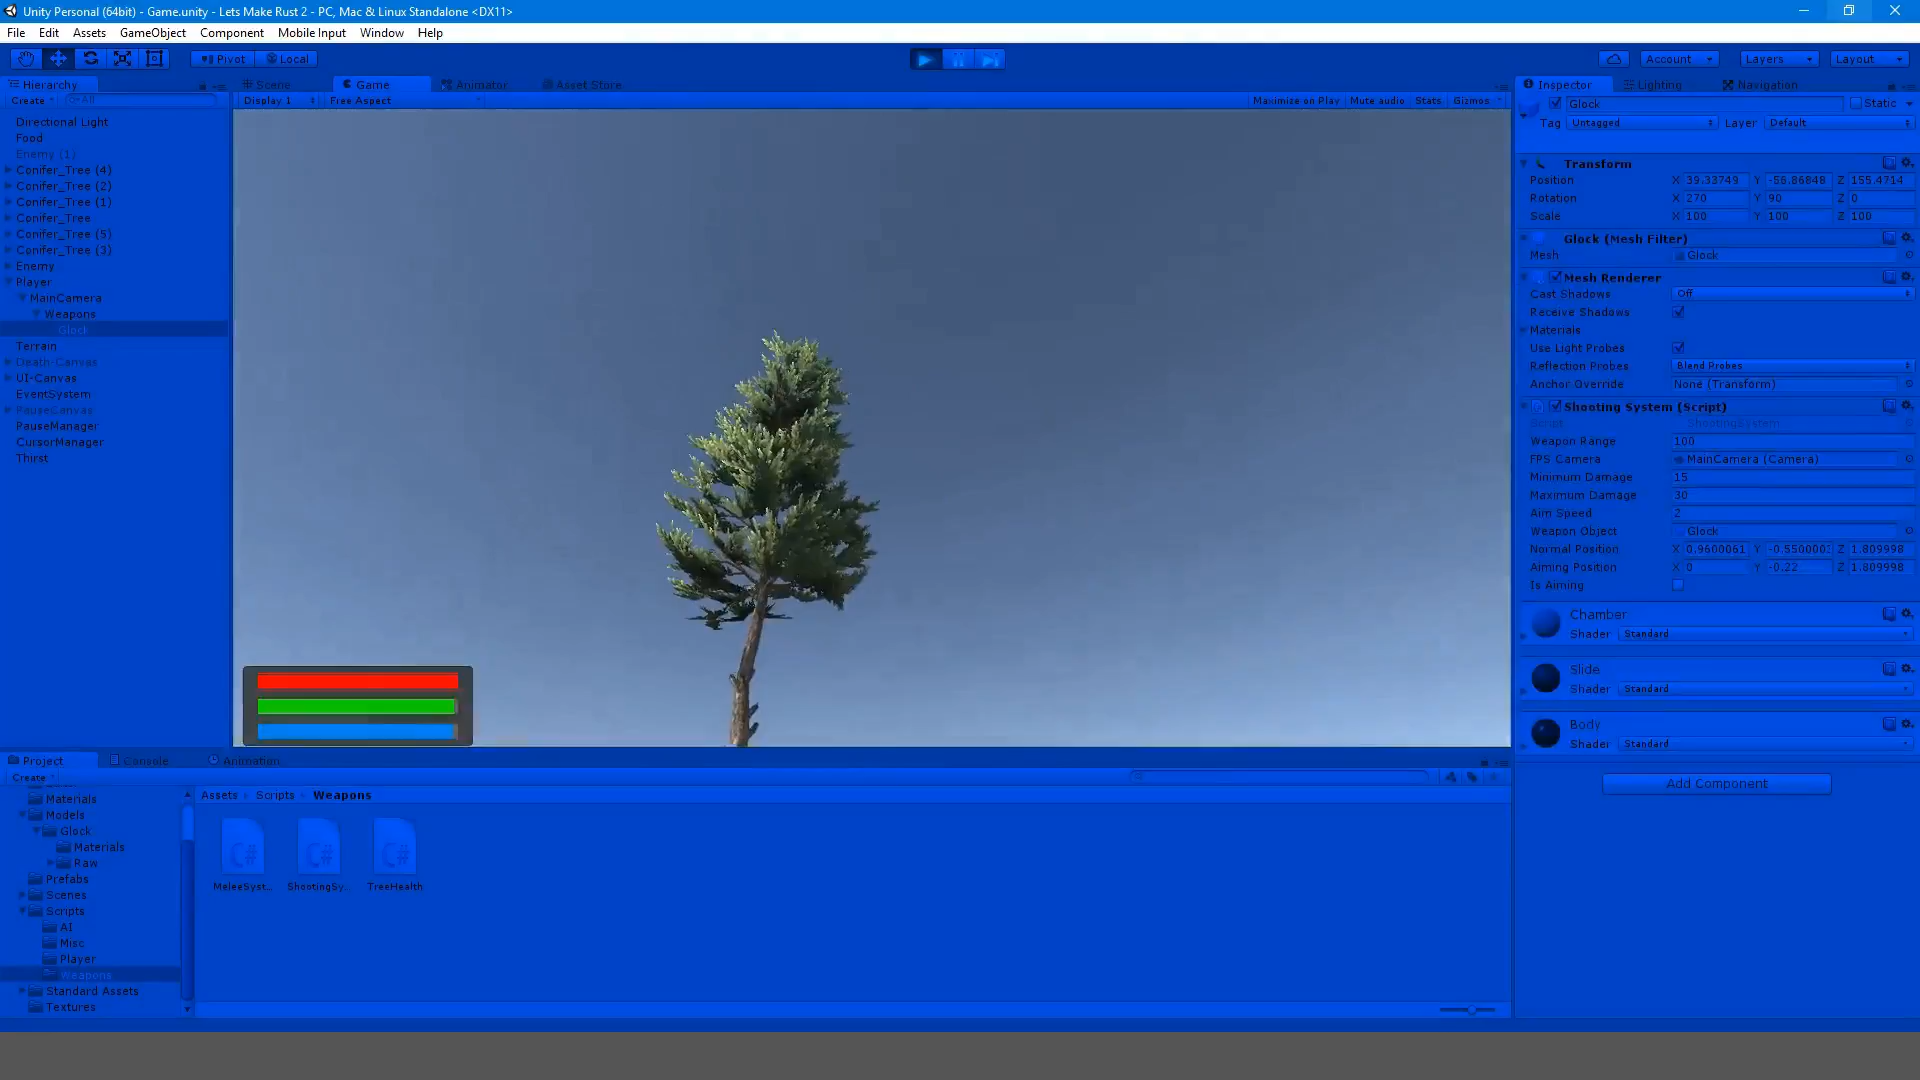 Unity Personal (64bit) - Game.unity - Lets Make Rust 2 - PC, Mac & Linux Standalone <DX11>
File Edit Assets GameObject Component Mobile Input Window Help
Pivot Local Account Layers Layout
Hierarchy Scene Game Animator Asset Store Inspector Lighting Navigation
Create All Display 1 Free Aspect Maximize on Play Mute audio Stats Gizmos Glock Static
Tag Untagged Layer Default
Directional Light
Food
Enemy (1)
Conifer_Tree (4)
Conifer_Tree (2)
Conifer_Tree (1)
Conifer_Tree
Conifer_Tree (5)
Conifer_Tree (3)
Enemy
Player
MainCamera
Weapons
Glock
Terrain
Death-Canvas
UI-Canvas
EventSystem
PauseCanvas
PauseManager
CursorManager
Thirst
Transform
Position X 39.33749 Y -56.86848 Z 155.4714
Rotation X 270 Y 90 Z 0
Scale X 100 Y 100 Z 100
Glock (Mesh Filter)
Mesh Glock
Mesh Renderer
Cast Shadows Off
Receive Shadows
Materials
Use Light Probes
Reflection Probes Blend Probes
Anchor Override None (Transform)
Shooting System (Script)
Script ShootingSystem
Weapon Range 100
FPS Camera MainCamera (Camera)
Minimum Damage 15
Maximum Damage 30
Aim Speed 2
Weapon Object Glock
Normal Position X 0.9600061 Y -0.550000 Z 1.809998
Aiming Position X 0 Y -0.22 Z 1.809998
Is Aiming
Chamber
Shader Standard
Slide
Shader Standard
Body
Shader Standard
Add Component
Project Console Animation
Create
Materials
Models
Glock
Materials
Raw
Prefabs
Scenes
Scripts
AI
Misc
Player
Weapons
Standard Assets
Textures
Assets Scripts Weapons
C# C# C#
MeleeSyst... ShootingSy... TreeHealth